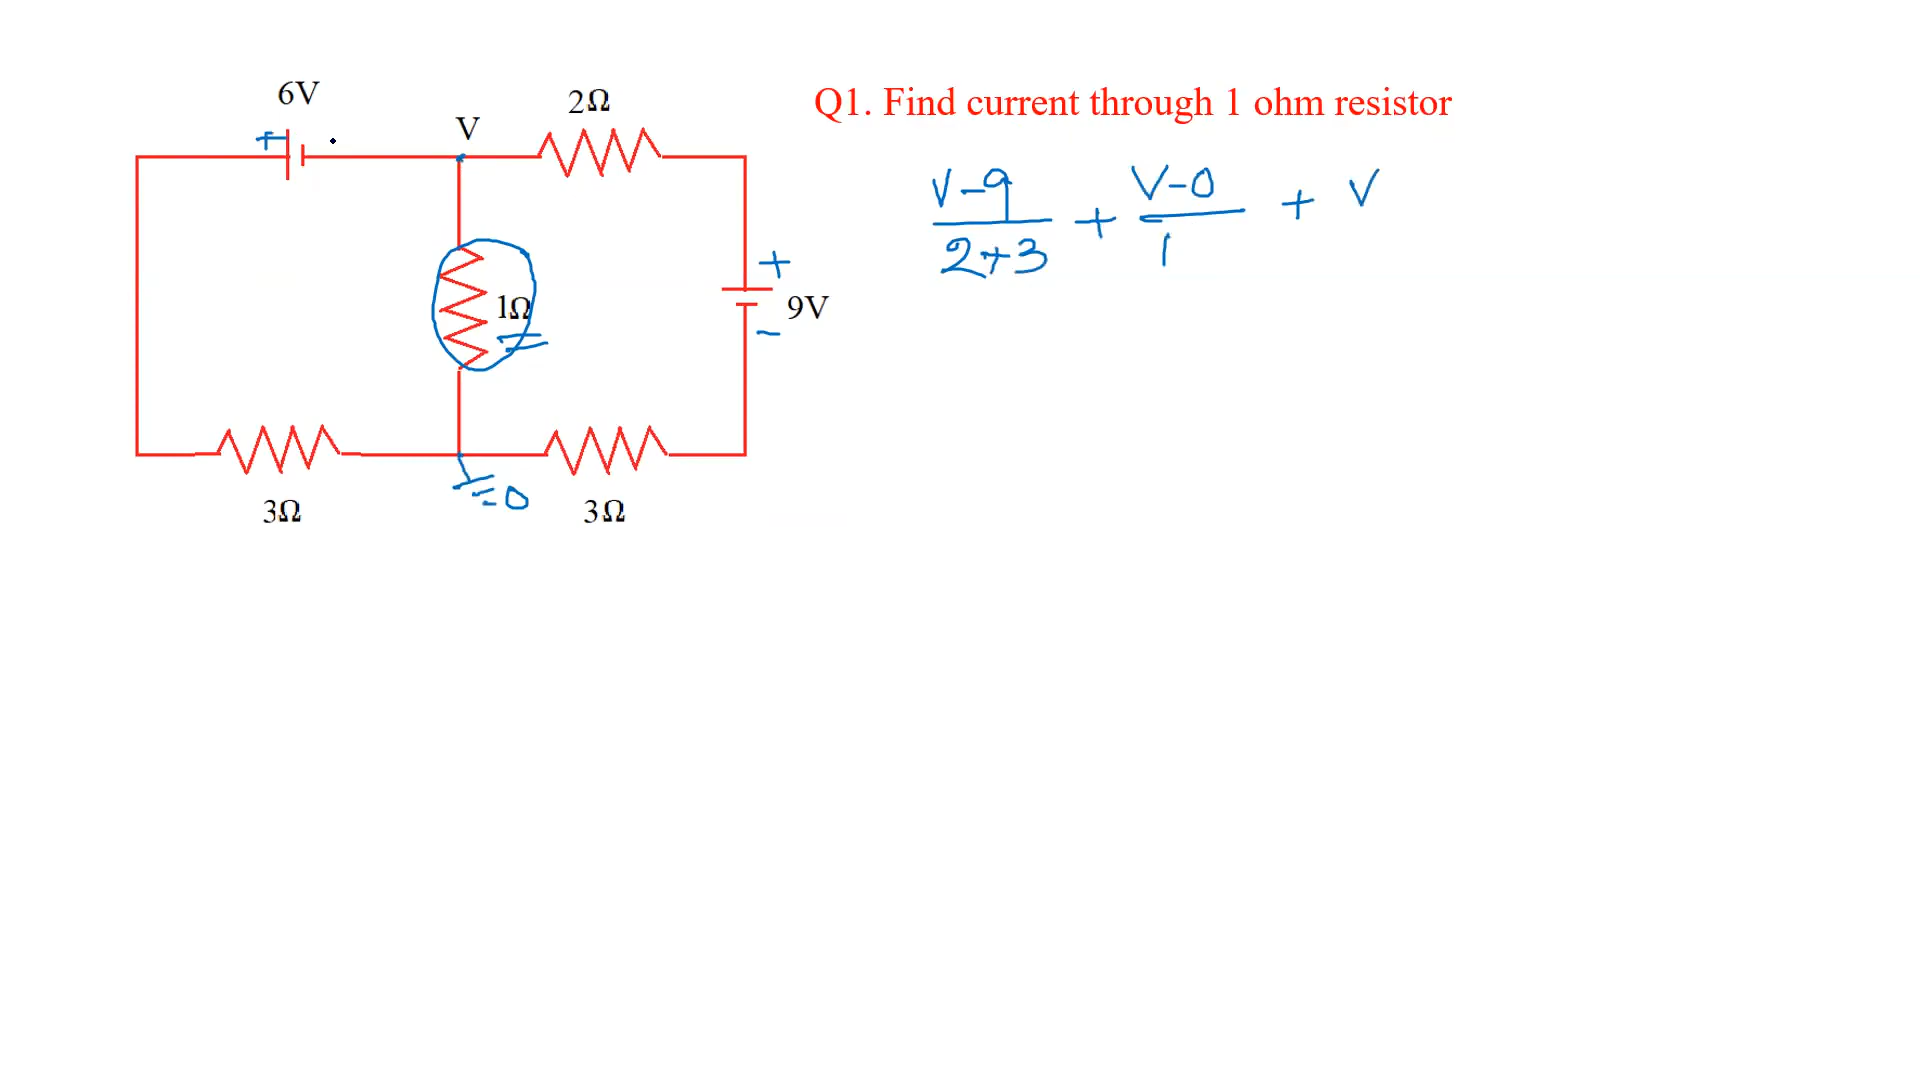 6V
2Ω
V
+
1Ω
+
9V
-
3Ω
0
3Ω
Q1. Find current through 1 ohm resistor
V-9 + V-0 + V
2+3 1